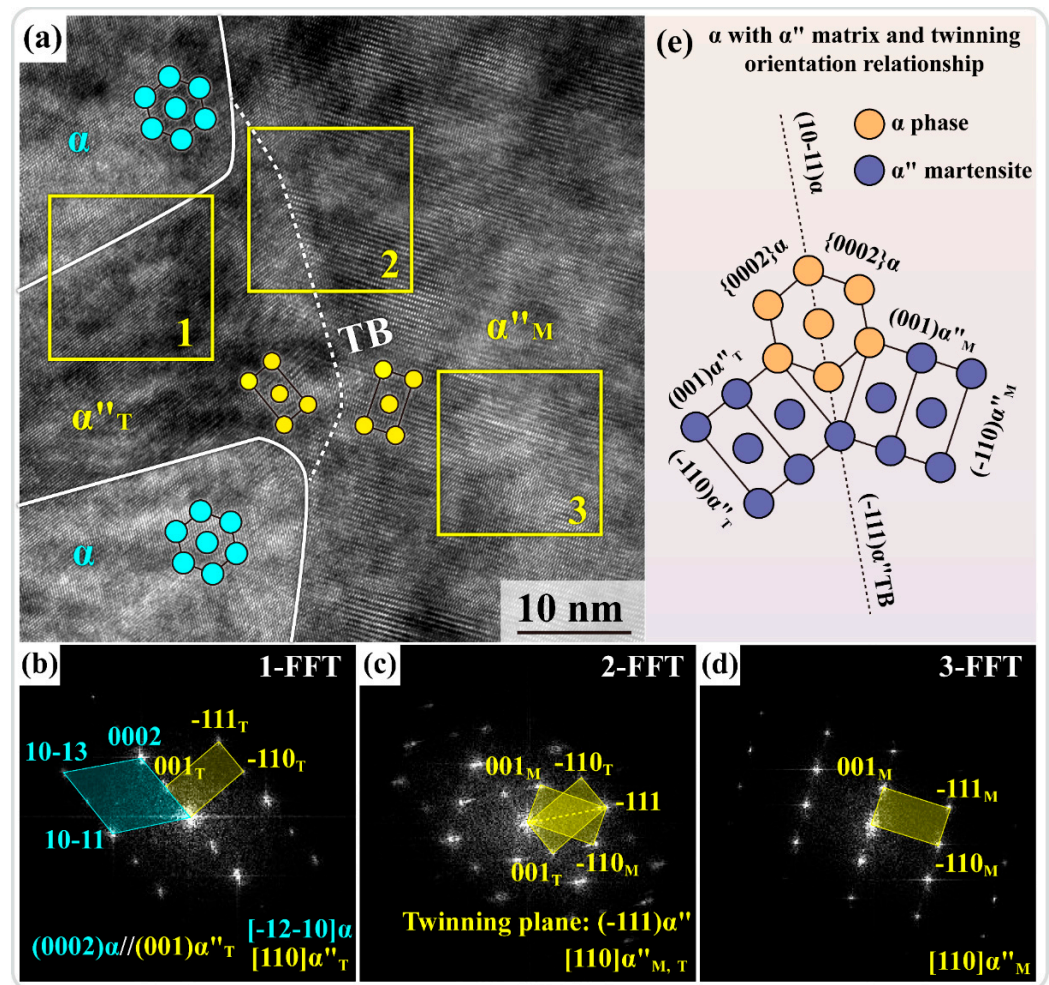 (a)
α
1
2
TB
α"M
α"T
3
α
10 nm
(e)
α with α" matrix and twinning
orientation relationship
(10-11)α
α phase
α" martensite
{0002}α
{0002}α
(001)α"T
(001)α"M
(-110)α"T
(-110)α"M
(-111)α"TB
(b)
1-FFT
-111T
0002
10-13
001T
-110T
10-11
[-12-10]α
(0002)α//(001)α"T
[110]α"T
(c)
2-FFT
001M
-110T
-111
001T
-110M
Twinning plane: (-111)α"
[110]α"M, T
(d)
3-FFT
001M
-111M
-110M
[110]α"M